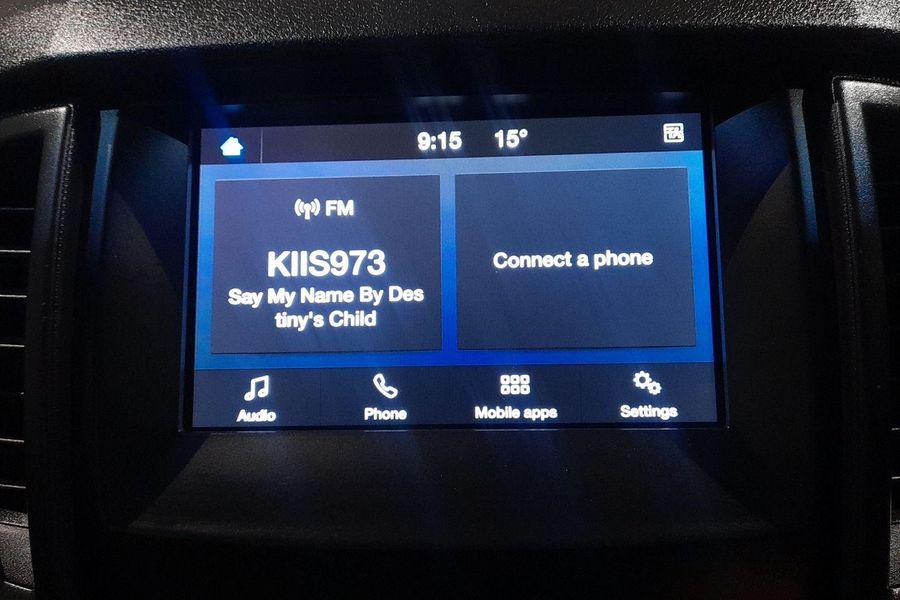 9:15 15°
TA
FM
KIIS973
Say My Name By Des
tiny's Child
Connect a phone
Audio Phone Mobile apps Settings